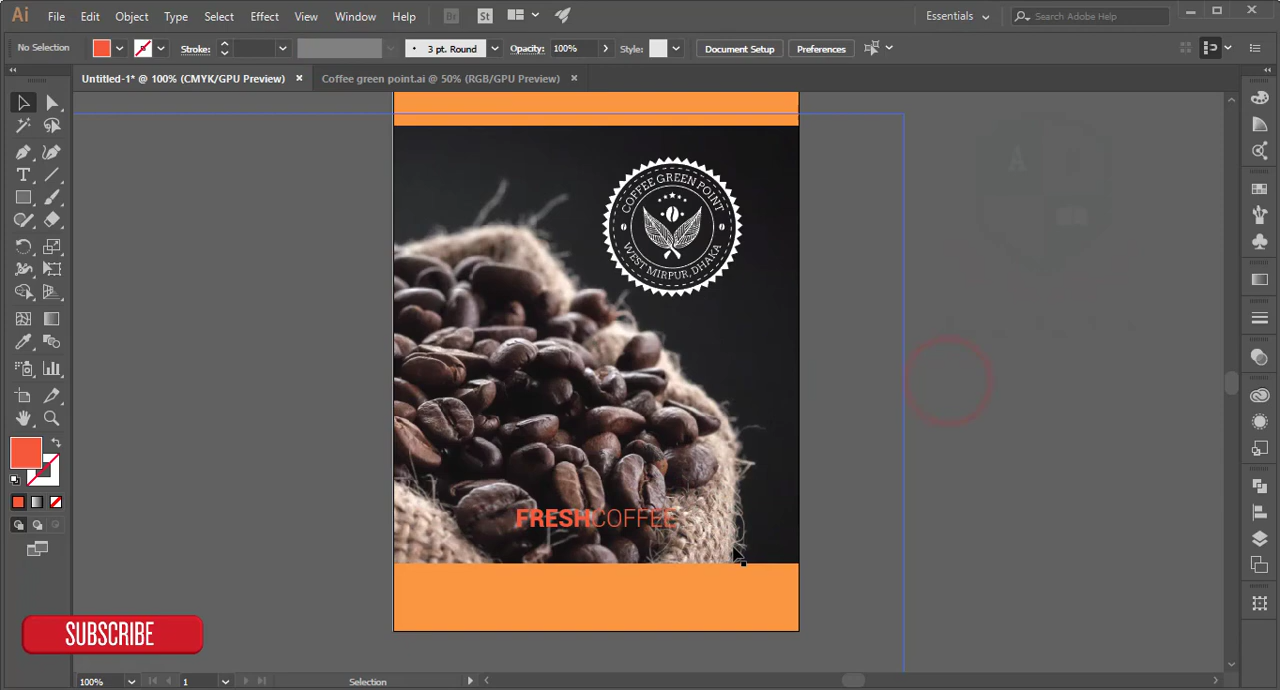 Ai File Edit Object Type Select Effect View Window Help Br St Essentials Search Adobe Help
No Selection Stroke: 3 pt. Round Opacity: 100% Style: Document Setup Preferences
Untitled-1* @ 100% (CMYK/GPU Preview) × Coffee green point.ai @ 50% (RGB/GPU Preview) ×
COFFEE GREEN POINT
WEST MIRPUR, DHAKA
FRESHCOFFEE
SUBSCRIBE
100% 1 Selection